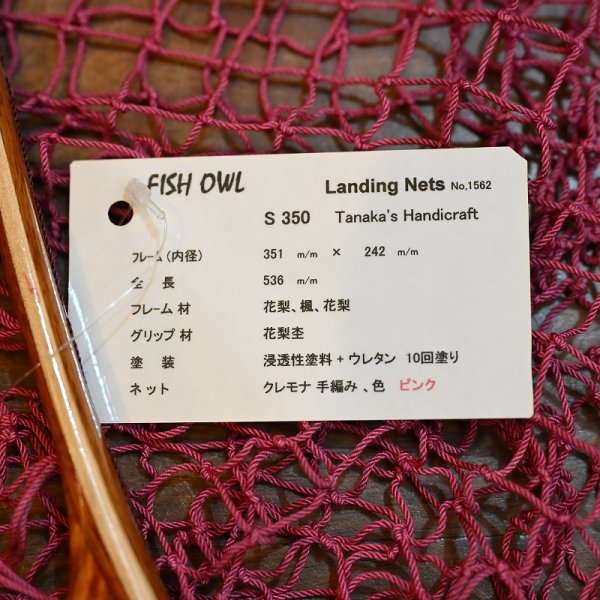 FISH OWL Landing Nets No,1562
S 350 Tanaka's Handicraft
フレーム(内径) 351 m/m × 242 m/m
全長 536 m/m
フレーム材 花梨、楓、花梨
グリップ材 花梨杢
塗装 浸透性塗料 + ウレタン 10回塗り
ネット クレモナ 手編み 、色 ピンク